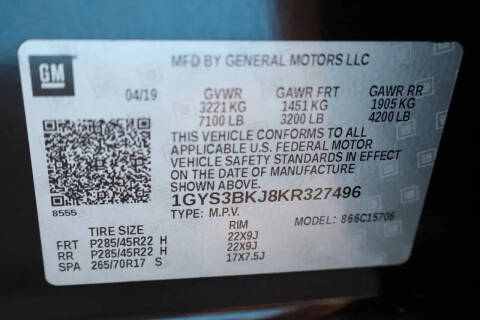 GM
MFD BY GENERAL MOTORS LLC
04/19 GVWR GAWR FRT GAWR RR
3221 KG 1451 KG 1905 KG
7100 LB 3200 LB 4200 LB
THIS VEHICLE CONFORMS TO ALL
APPLICABLE U.S. FEDERAL MOTOR
VEHICLE SAFETY STANDARDS IN EFFECT
ON THE DATE OF MANUFACTURE
SHOWN ABOVE.
8555
1GYS3BKJ8KR327496
TYPE: M.P.V. MODEL: 866C15706
TIRE SIZE RIM
FRT P285/45R22 H 22X9J
RR P285/45R22 H 22X9J
SPA 265/70R17 S 17X7.5J